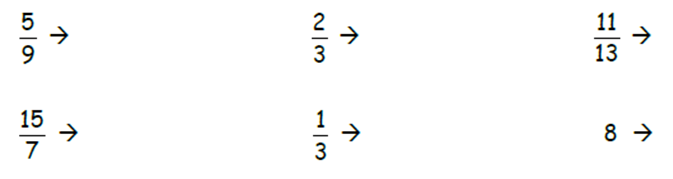 5/9 → 2/3 → 11/13 →
15/7 → 1/3 → 8 →